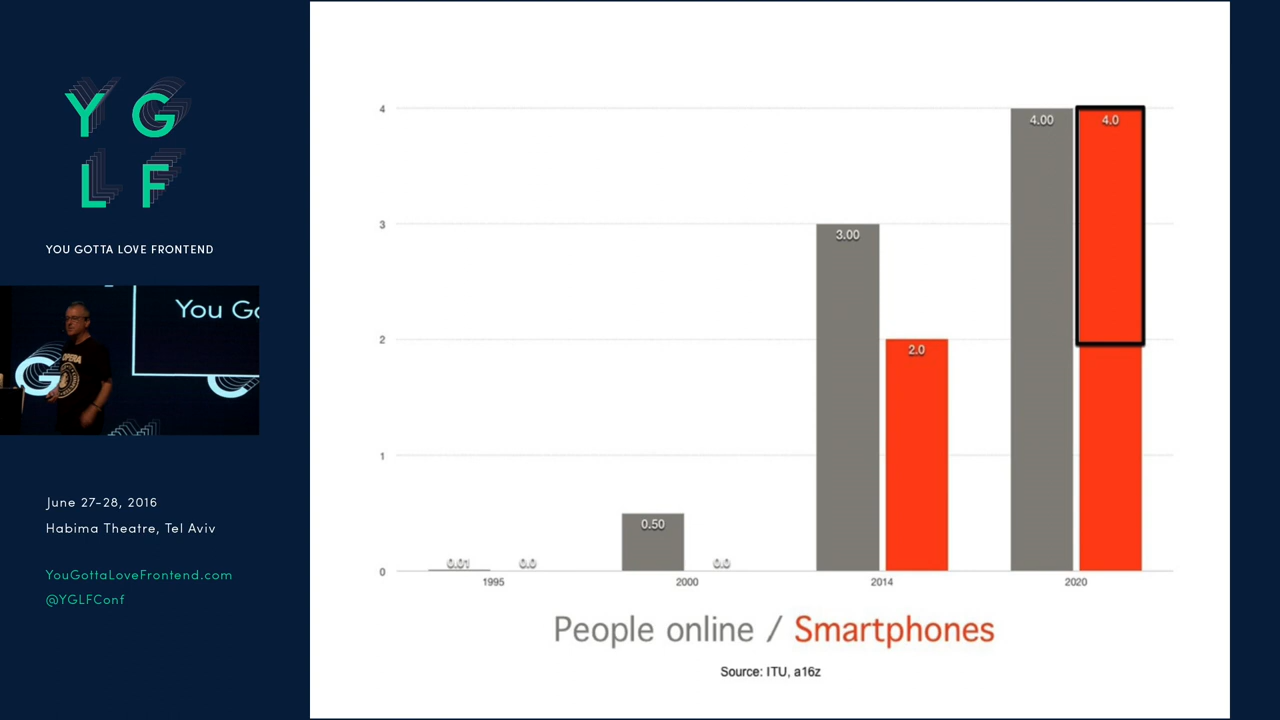 Y G
L F
YOU GOTTA LOVE FRONTEND
You Go
G
OPERA
June 27-28, 2016
Habima Theatre, Tel Aviv
YouGottaLoveFrontend.com
@YGLFConf
4
3
2
1
0
0.01
0.0
0.50
0.0
3.00
2.0
4.00
4.0
1995
2000
2014
2020
People online / Smartphones
Source: ITU, a16z